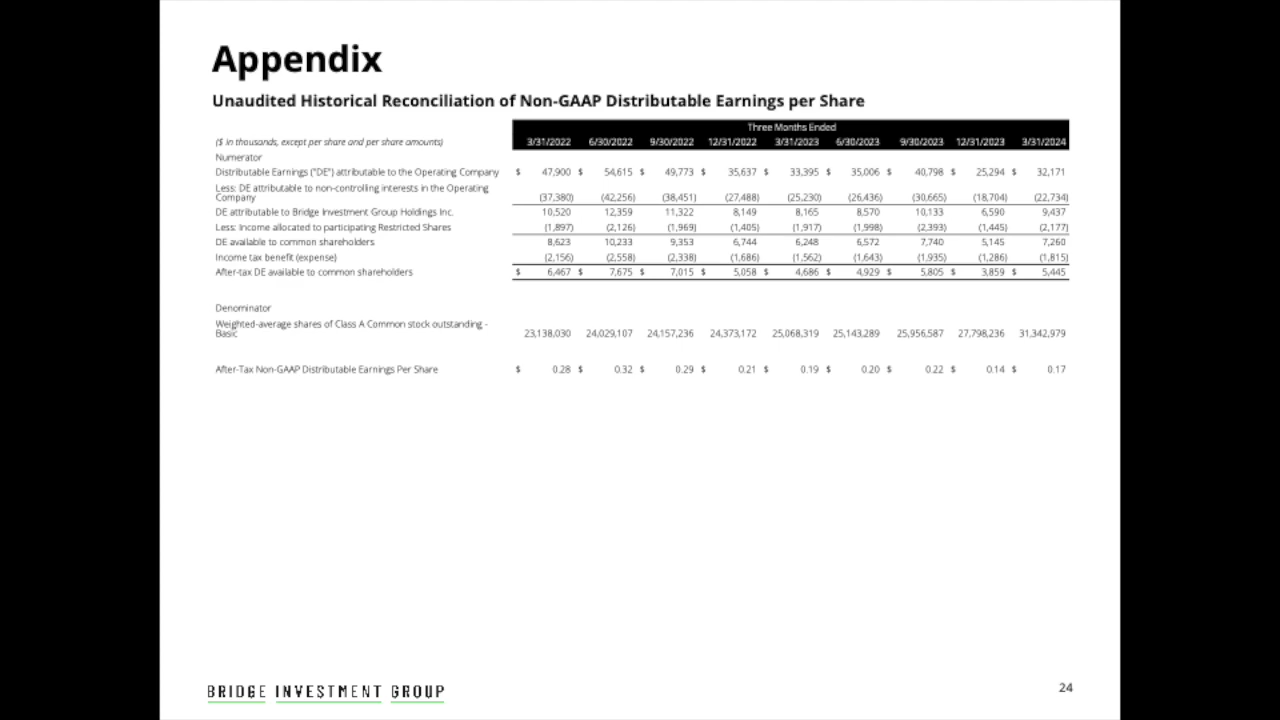 Appendix
Unaudited Historical Reconciliation of Non-GAAP Distributable Earnings per Share
Three Months Ended
($ in thousands, except per share and per share amounts) 3/31/2022 6/30/2022 9/30/2022 12/31/2022 3/31/2023 6/30/2023 9/30/2023 12/31/2023 3/31/2024
Numerator
Distributable Earnings ("DE") attributable to the Operating Company $ 47,900 $ 54,615 $ 49,773 $ 35,637 $ 33,395 $ 35,006 $ 40,798 $ 25,294 $ 32,171
Less: DE attributable to non-controlling interests in the Operating
Company (37,380) (42,256) (38,451) (27,488) (25,230) (26,436) (30,665) (18,704) (22,734)
DE attributable to Bridge Investment Group Holdings Inc. 10,520 12,359 11,322 8,149 8,165 8,570 10,133 6,590 9,437
Less: Income allocated to participating Restricted Shares (1,897) (2,126) (1,969) (1,405) (1,917) (1,998) (2,393) (1,445) (2,177)
DE available to common shareholders 8,623 10,233 9,353 6,744 6,248 6,572 7,740 5,145 7,260
Income tax benefit (expense) (2,156) (2,558) (2,338) (1,686) (1,562) (1,643) (1,935) (1,286) (1,815)
After-tax DE available to common shareholders $ 6,467 $ 7,675 $ 7,015 $ 5,058 $ 4,686 $ 4,929 $ 5,805 $ 3,859 $ 5,445
Denominator
Weighted-average shares of Class A Common stock outstanding -
Basic 23,138,030 24,029,107 24,157,236 24,373,172 25,068,319 25,143,289 25,956,587 27,798,236 31,342,979
After-Tax Non-GAAP Distributable Earnings Per Share $ 0.28 $ 0.32 $ 0.29 $ 0.21 $ 0.19 $ 0.20 $ 0.22 $ 0.14 $ 0.17
BRIDGE INVESTMENT GROUP
24